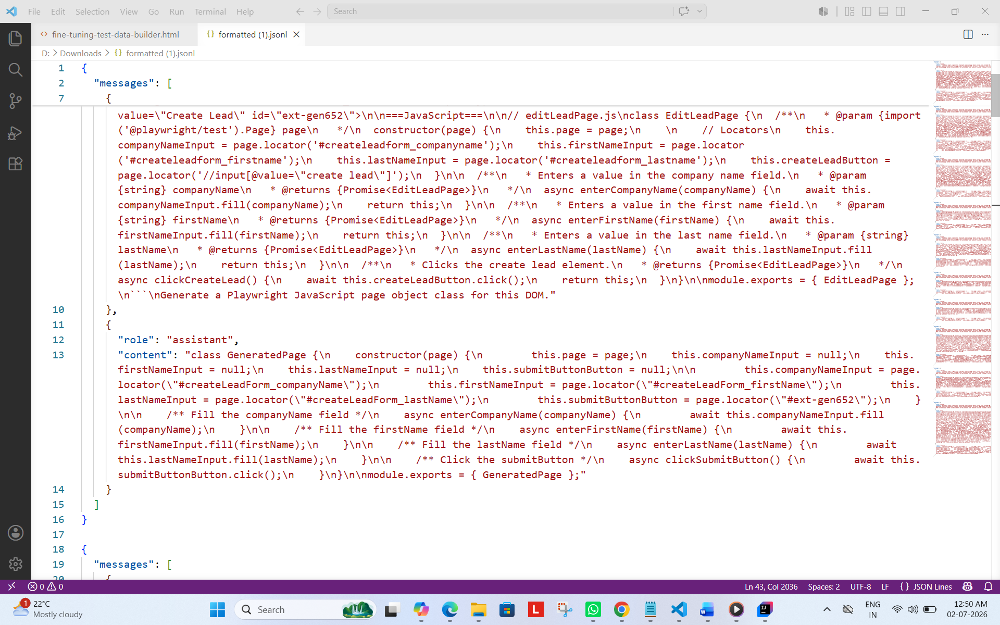 File Edit Selection View Go Run Terminal Help
Search
fine-tuning-test-data-builder.html
{} formatted (1).jsonl
D: > Downloads > {} formatted (1).jsonl
1 {
2 "messages": [
7 {
value=\"Create Lead\" id=\"ext-gen652\">\n\n===JavaScript===\n\n// editLeadPage.js\nclass EditLeadPage {\n  /**\n   * @param {import
('@playwright/test').Page} page\n   */\n  constructor(page) {\n    this.page = page;\n    \n    // Locators\n    this.
companyNameInput = page.locator('#createleadform_companyname');\n    this.firstNameInput = page.locator
('#createleadform_firstname');\n    this.lastNameInput = page.locator('#createleadform_lastname');\n    this.createLeadButton =
page.locator('//input[@value=\"create lead\"]');\n  }\n\n  /**\n   * Enters a value in the company name field.\n   * @param
{string} companyName\n   * @returns {Promise<EditLeadPage>}\n   */\n  async enterCompanyName(companyName) {\n    await this.
companyNameInput.fill(companyName);\n    return this;\n  }\n\n  /**\n   * Enters a value in the first name field.\n   * @param
{string} firstName\n   * @returns {Promise<EditLeadPage>}\n   */\n  async enterFirstName(firstName) {\n    await this.
firstNameInput.fill(firstName);\n    return this;\n  }\n\n  /**\n   * Enters a value in the last name field.\n   * @param {string}
lastName\n   * @returns {Promise<EditLeadPage>}\n   */\n  async enterLastName(lastName) {\n    await this.lastNameInput.fill
(lastName);\n    return this;\n  }\n\n  /**\n   * Clicks the create lead element.\n   * @returns {Promise<EditLeadPage>}\n   */\n
async clickCreateLead() {\n    await this.createLeadButton.click();\n    return this;\n  }\n}\n\nmodule.exports = { EditLeadPage };
\n```\nGenerate a Playwright JavaScript page object class for this DOM."
10 },
11 {
12 "role": "assistant",
13 "content": "class GeneratedPage {\n    constructor(page) {\n        this.page = page;\n    this.companyNameInput = null;\n    this.
firstNameInput = null;\n    this.lastNameInput = null;\n    this.submitButtonButton = null;\n\n        this.companyNameInput = page.
locator(\"#createLeadForm_companyName\");\n        this.firstNameInput = page.locator(\"#createLeadForm_firstName\");\n        this.
lastNameInput = page.locator(\"#createLeadForm_lastName\");\n        this.submitButtonButton = page.locator(\"#ext-gen652\");\n    }
\n\n    /** Fill the companyName field */\n    async enterCompanyName(companyName) {\n        await this.companyNameInput.fill
(companyName);\n    }\n\n    /** Fill the firstName field */\n    async enterFirstName(firstName) {\n        await this.
firstNameInput.fill(firstName);\n    }\n\n    /** Fill the lastName field */\n    async enterLastName(lastName) {\n        await
this.lastNameInput.fill(lastName);\n    }\n\n    /** Click the submitButton */\n    async clickSubmitButton() {\n        await this.
submitButtonButton.click();\n    }\n}\n\nmodule.exports = { GeneratedPage };"
14 }
15 ]
16 }
17
18 {
19 "messages": [
20 {
0 0 Ln 43, Col 2036 Spaces: 2 UTF-8 LF {} JSON Lines
1 22°C
Mostly cloudy
Search
L
IJ
ENG
IN
12:50 AM
02-07-2026